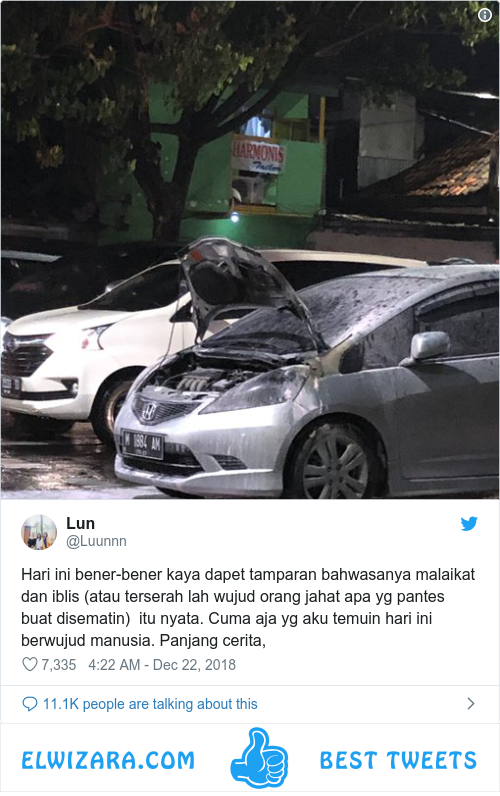 HARMONIS
Tailor
M 1984 AM
Lun
@Luunnn
Hari ini bener-bener kaya dapet tamparan bahwasanya malaikat
dan iblis (atau terserah lah wujud orang jahat apa yg pantes
buat disematin)  itu nyata. Cuma aja yg aku temuin hari ini
berwujud manusia. Panjang cerita,
7,335 4:22 AM - Dec 22, 2018
11.1K people are talking about this
ELWIZARA.COM BEST TWEETS